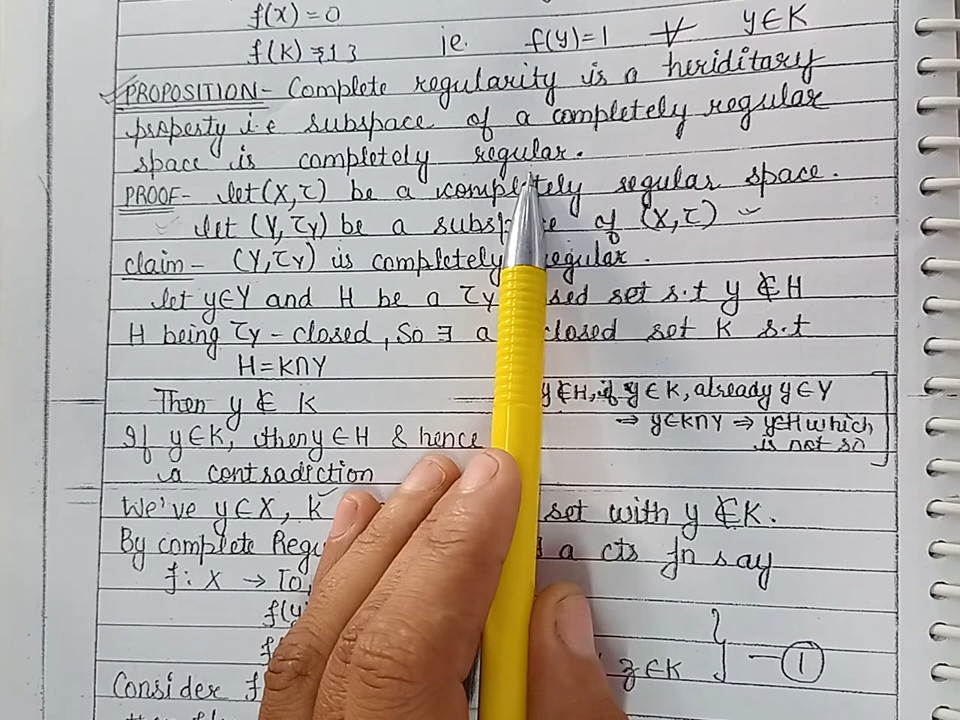 f(x) = 0
f(K) = 1 } ie. f(y) = 1 ∀ y∈K
PROPOSITION- Complete regularity is a heriditary
property i.e subspace of a completely regular
space is completely regular.
PROOF- let (X,τ) be a completely regular space.
let (Y,τy) be a subspace of (X,τ)
claim- (Y,τy) is completely regular.
let y∈Y and H be a τy sed set s.t y ∉ H
H being τy-closed, So ∃ a closed set K s.t
H = K∩Y
Then y ∉ K
y∉H, if y∈K, already y∈Y
⇒ y∈K∩Y ⇒ y∈H which
is not so
If y∈K, then y∈H & hence
a contradiction
We've y∈X, K set with y ∉ K.
By complete Regu a cts fn say
f: X → [0,
f(y
f
z∈K } — 1
Consider f